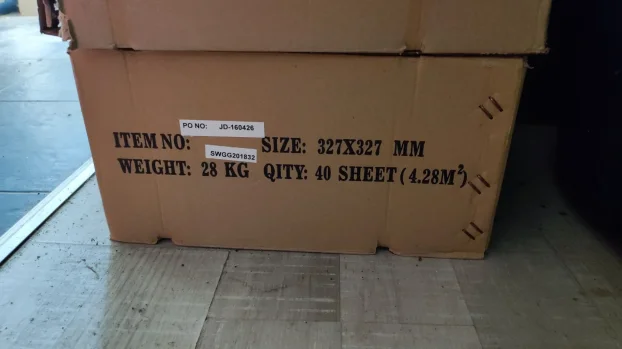 PO NO: JD-160426
ITEM NO: SIZE: 327X327 MM
SWGG201832
WEIGHT: 28 KG QITY: 40 SHEET (4.28M²)